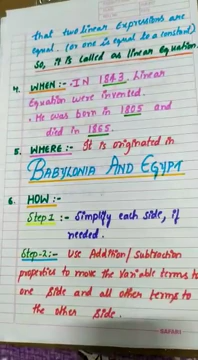 that two linear expressions are
equal. (or one is equal to a constant)
So, it is called as linear Equation.
4. WHEN :- • IN 1843. Linear
Equation were invented.
• He was born in 1805 and
died in 1865.
5. WHERE :- It is originated in
BABYLONIA AND EGYPT
6. HOW :-
Step 1 :- Simplify each side, if
needed.
Step-2:- Use Addition/Subtraction
properties to move the variable terms to
one side and all other terms to
the other side.
SAFARI